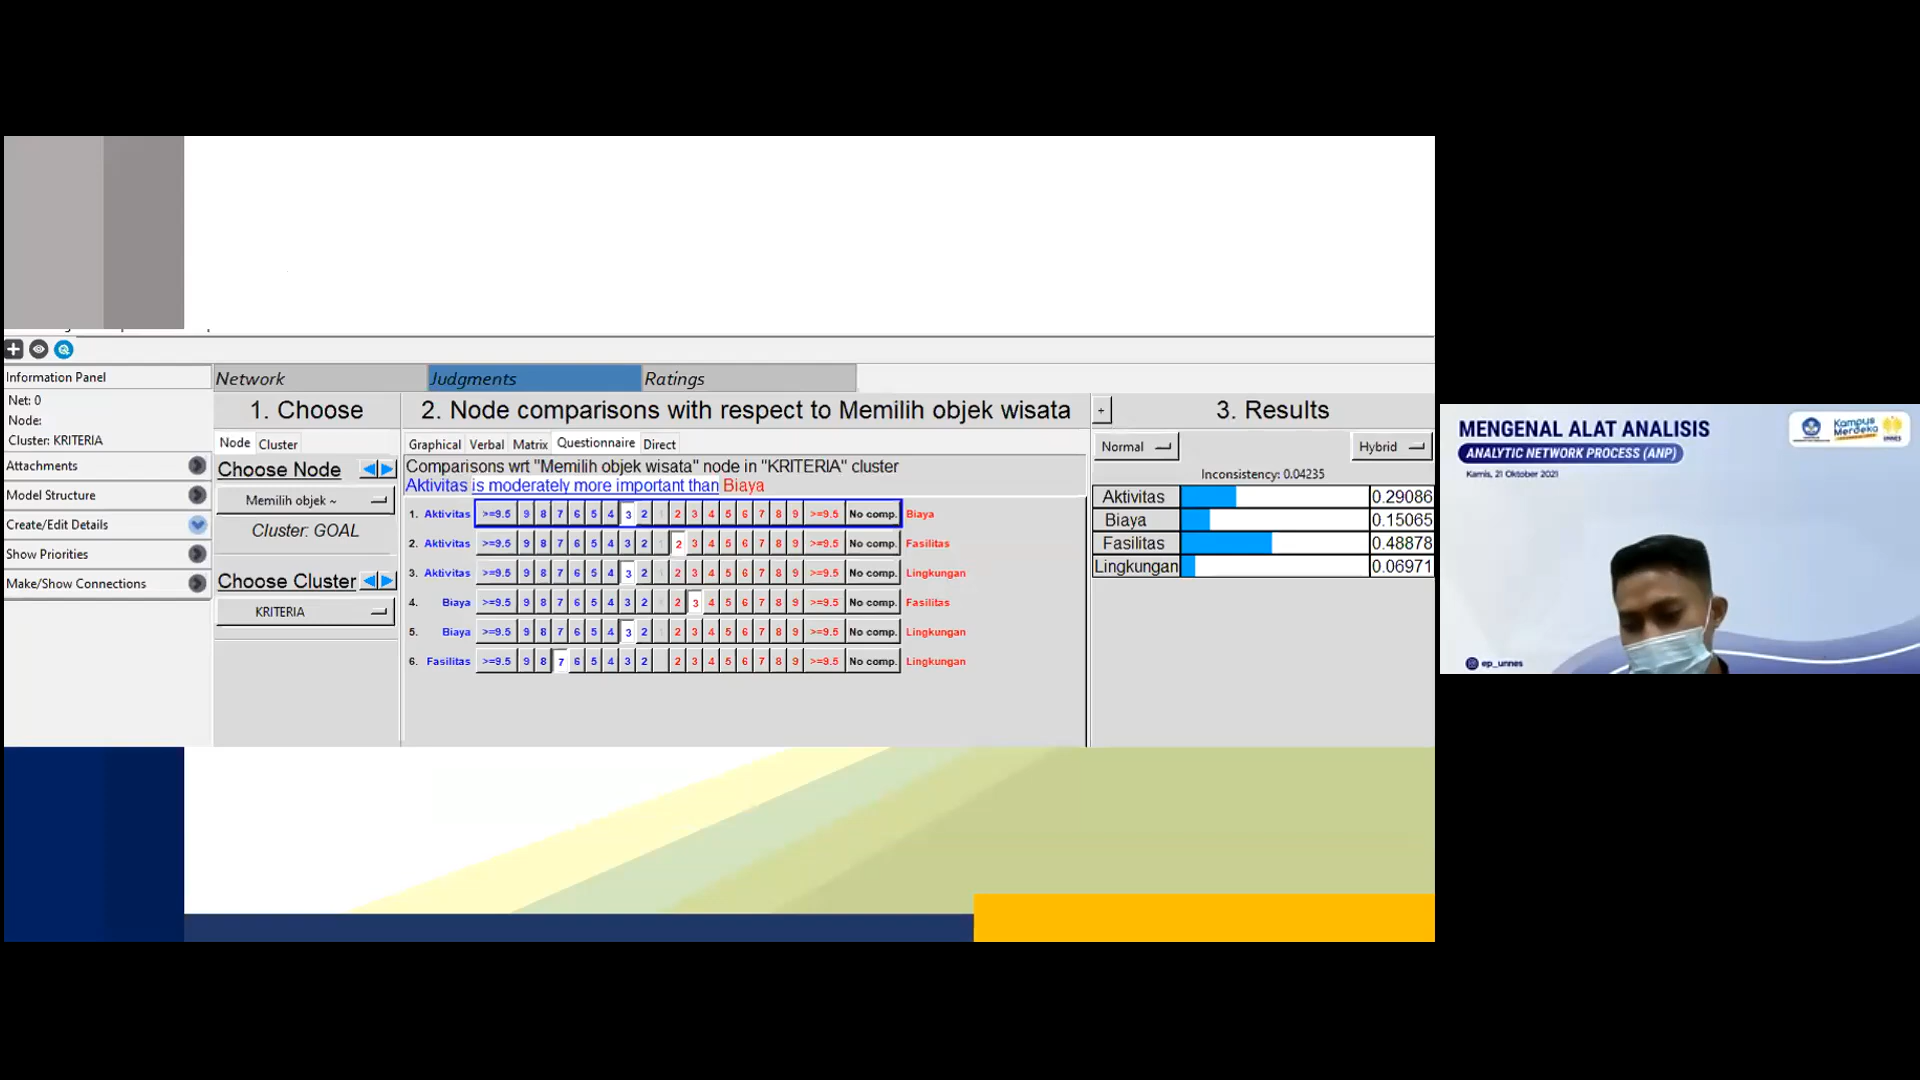 Information Panel
Net: 0
Node:
Cluster: KRITERIA
Attachments
Model Structure
Create/Edit Details
Show Priorities
Make/Show Connections
Network
Judgments
Ratings
1. Choose
Node Cluster
Choose Node
Memilih objek ~
Cluster: GOAL
Choose Cluster
KRITERIA
2. Node comparisons with respect to Memilih objek wisata
Graphical Verbal Matrix Questionnaire Direct
Comparisons wrt "Memilih objek wisata" node in "KRITERIA" cluster
Aktivitas is moderately more important than Biaya
1. Aktivitas >=9.5 9 8 7 6 5 4 3 2 1 2 3 4 5 6 7 8 9 >=9.5 No comp. Biaya
2. Aktivitas >=9.5 9 8 7 6 5 4 3 2 1 2 3 4 5 6 7 8 9 >=9.5 No comp. Fasilitas
3. Aktivitas >=9.5 9 8 7 6 5 4 3 2 1 2 3 4 5 6 7 8 9 >=9.5 No comp. Lingkungan
4. Biaya >=9.5 9 8 7 6 5 4 3 2 1 2 3 4 5 6 7 8 9 >=9.5 No comp. Fasilitas
5. Biaya >=9.5 9 8 7 6 5 4 3 2 1 2 3 4 5 6 7 8 9 >=9.5 No comp. Lingkungan
6. Fasilitas >=9.5 9 8 7 6 5 4 3 2 2 3 4 5 6 7 8 9 >=9.5 No comp. Lingkungan
+
3. Results
Normal
Hybrid
Inconsistency: 0.04235
Aktivitas 0.29086
Biaya 0.15065
Fasilitas 0.48878
Lingkungan 0.06971
MENGENAL ALAT ANALISIS
ANALYTIC NETWORK PROCESS (ANP)
Kamis, 21 Oktober 2021
Kampus
Merdeka
UNNES
ep_unnes